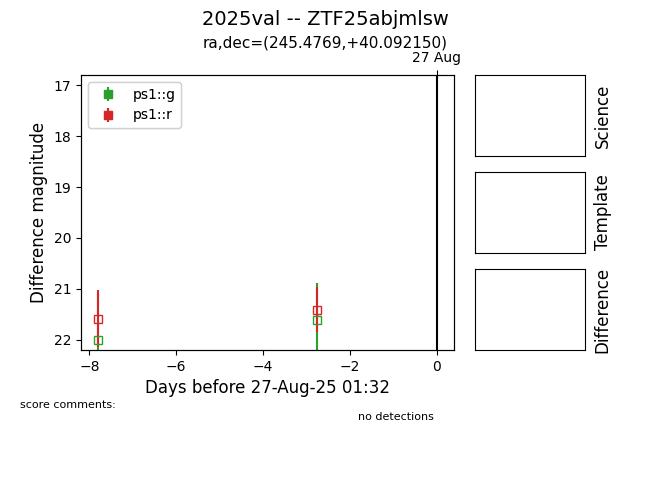 2025val -- ZTF25abjmlsw
ra,dec=(245.4769,+40.092150)
27 Aug
ps1::g
ps1::r
17
18
19
20
21
22
Difference magnitude
−8
−6
−4
−2
0
Days before 27-Aug-25 01:32
Science
Template
Difference
score comments:
no detections